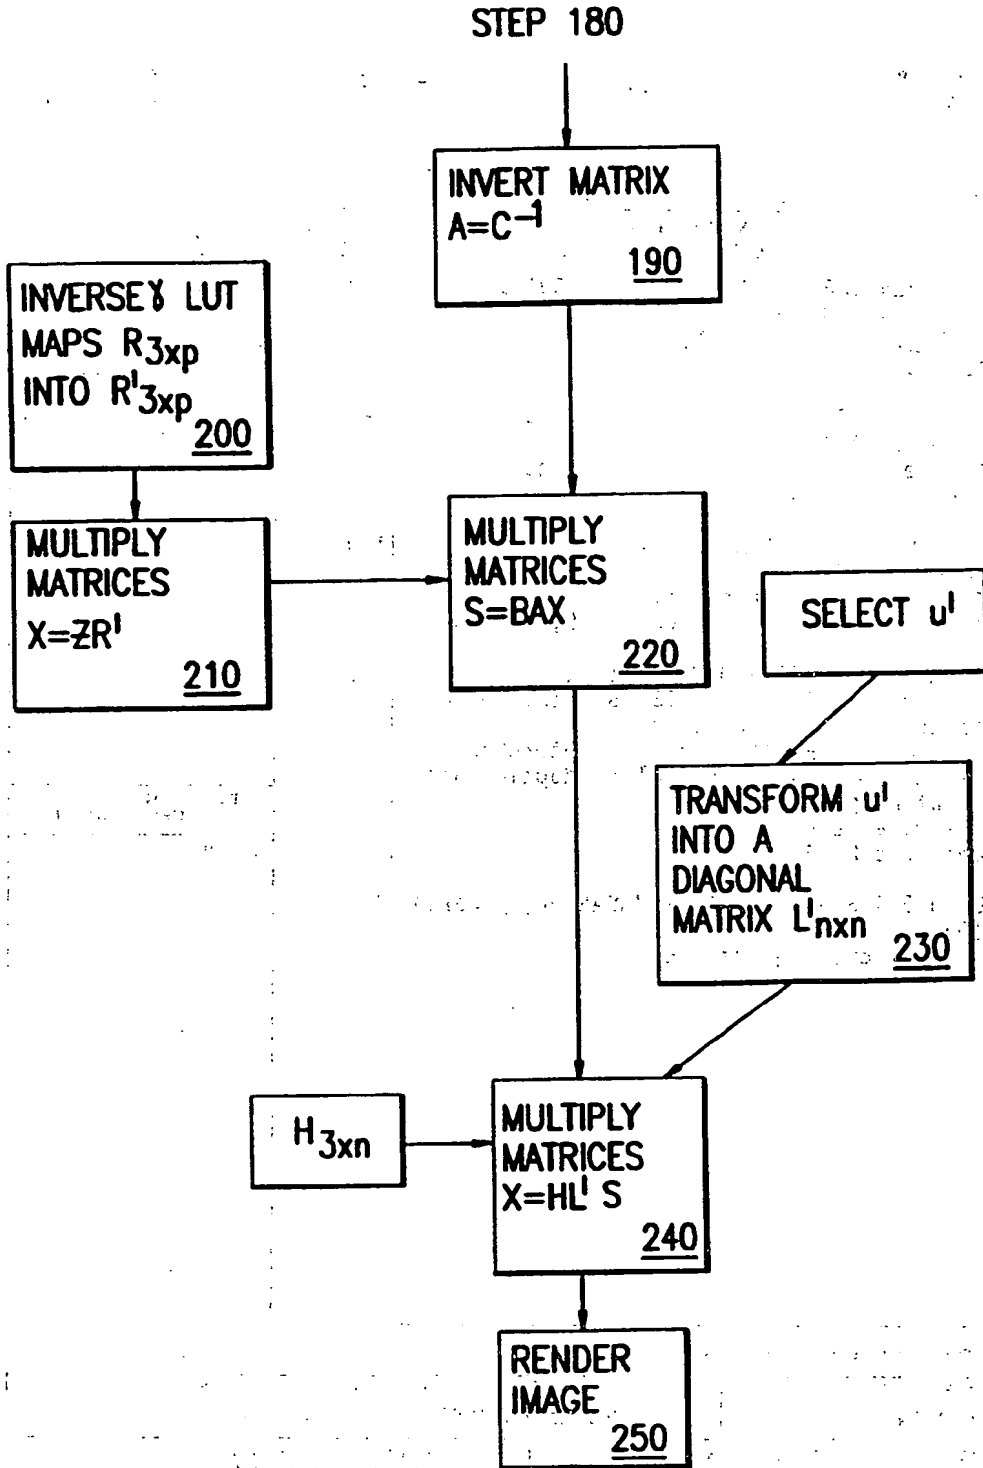 STEP 180
INVERT MATRIX
A=C⁻¹
190
INVERSE γ LUT
MAPS R3xp
INTO R'3xp
200
MULTIPLY
MATRICES
X=ZR'
210
MULTIPLY
MATRICES
S=BAX
220
SELECT u'
TRANSFORM u'
INTO A
DIAGONAL
MATRIX L'nxn
230
H3xn
MULTIPLY
MATRICES
X=HL' S
240
RENDER
IMAGE
250